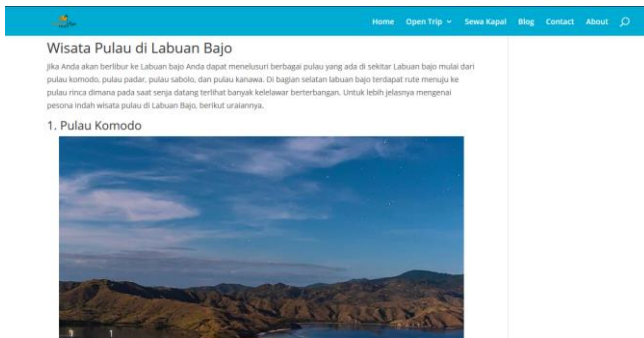 Home Open Trip Sewa Kapal Blog Contact About
Wisata Pulau di Labuan Bajo
Jika Anda akan berlibur ke Labuan bajo Anda dapat menelusuri berbagai pulau yang ada di sekitar Labuan bajo mulai dari
pulau komodo, pulau padar, pulau sabolo, dan pulau kanawa. Di bagian selatan labuan bajo terdapat rute menuju ke
pulau rinca dimana pada saat senja datang terlihat banyak kelelawar berterbangan. Untuk lebih jelasnya mengenai
pesona indah wisata pulau di Labuan Bajo, berikut uraiannya.
1. Pulau Komodo